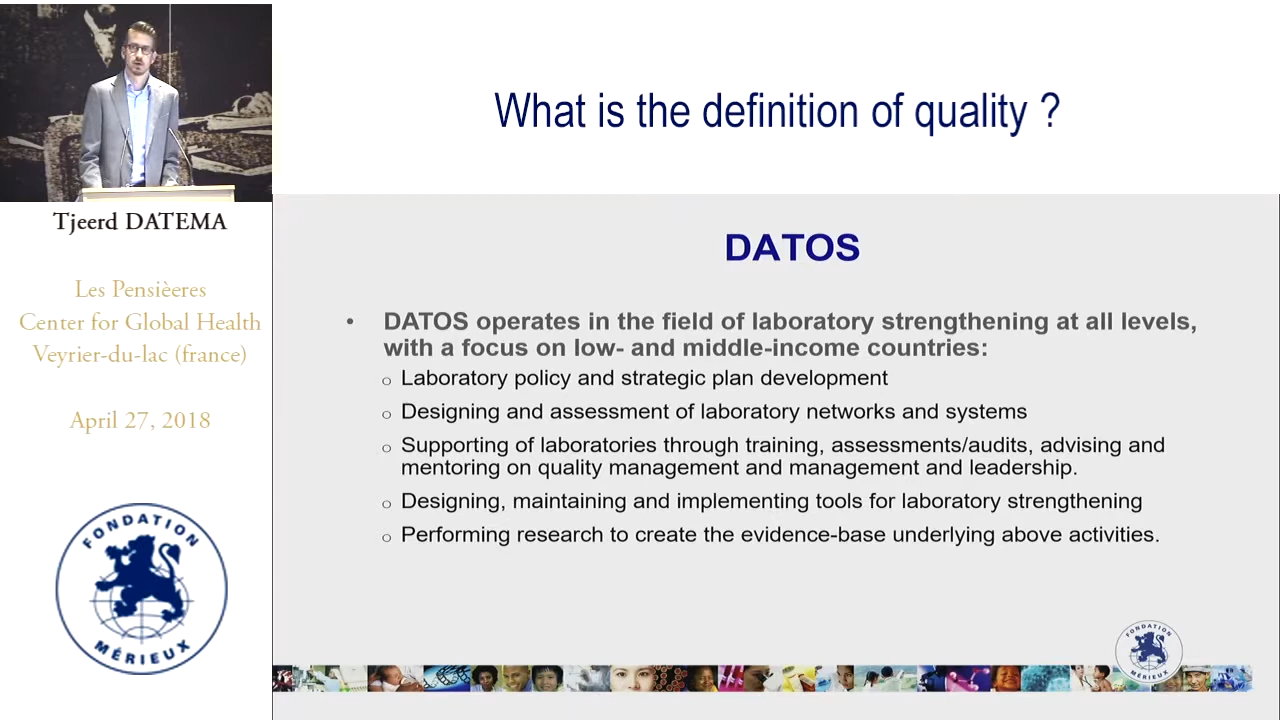 What is the definition of quality ?
Tjeerd DATEMA
Les Pensièeres
Center for Global Health
Veyrier-du-lac (france)
April 27, 2018
FONDATION
MÉRIEUX
DATOS
• DATOS operates in the field of laboratory strengthening at all levels,
with a focus on low- and middle-income countries:
o Laboratory policy and strategic plan development
o Designing and assessment of laboratory networks and systems
o Supporting of laboratories through training, assessments/audits, advising and
mentoring on quality management and management and leadership.
o Designing, maintaining and implementing tools for laboratory strengthening
o Performing research to create the evidence-base underlying above activities.
FONDATION
MÉRIEUX